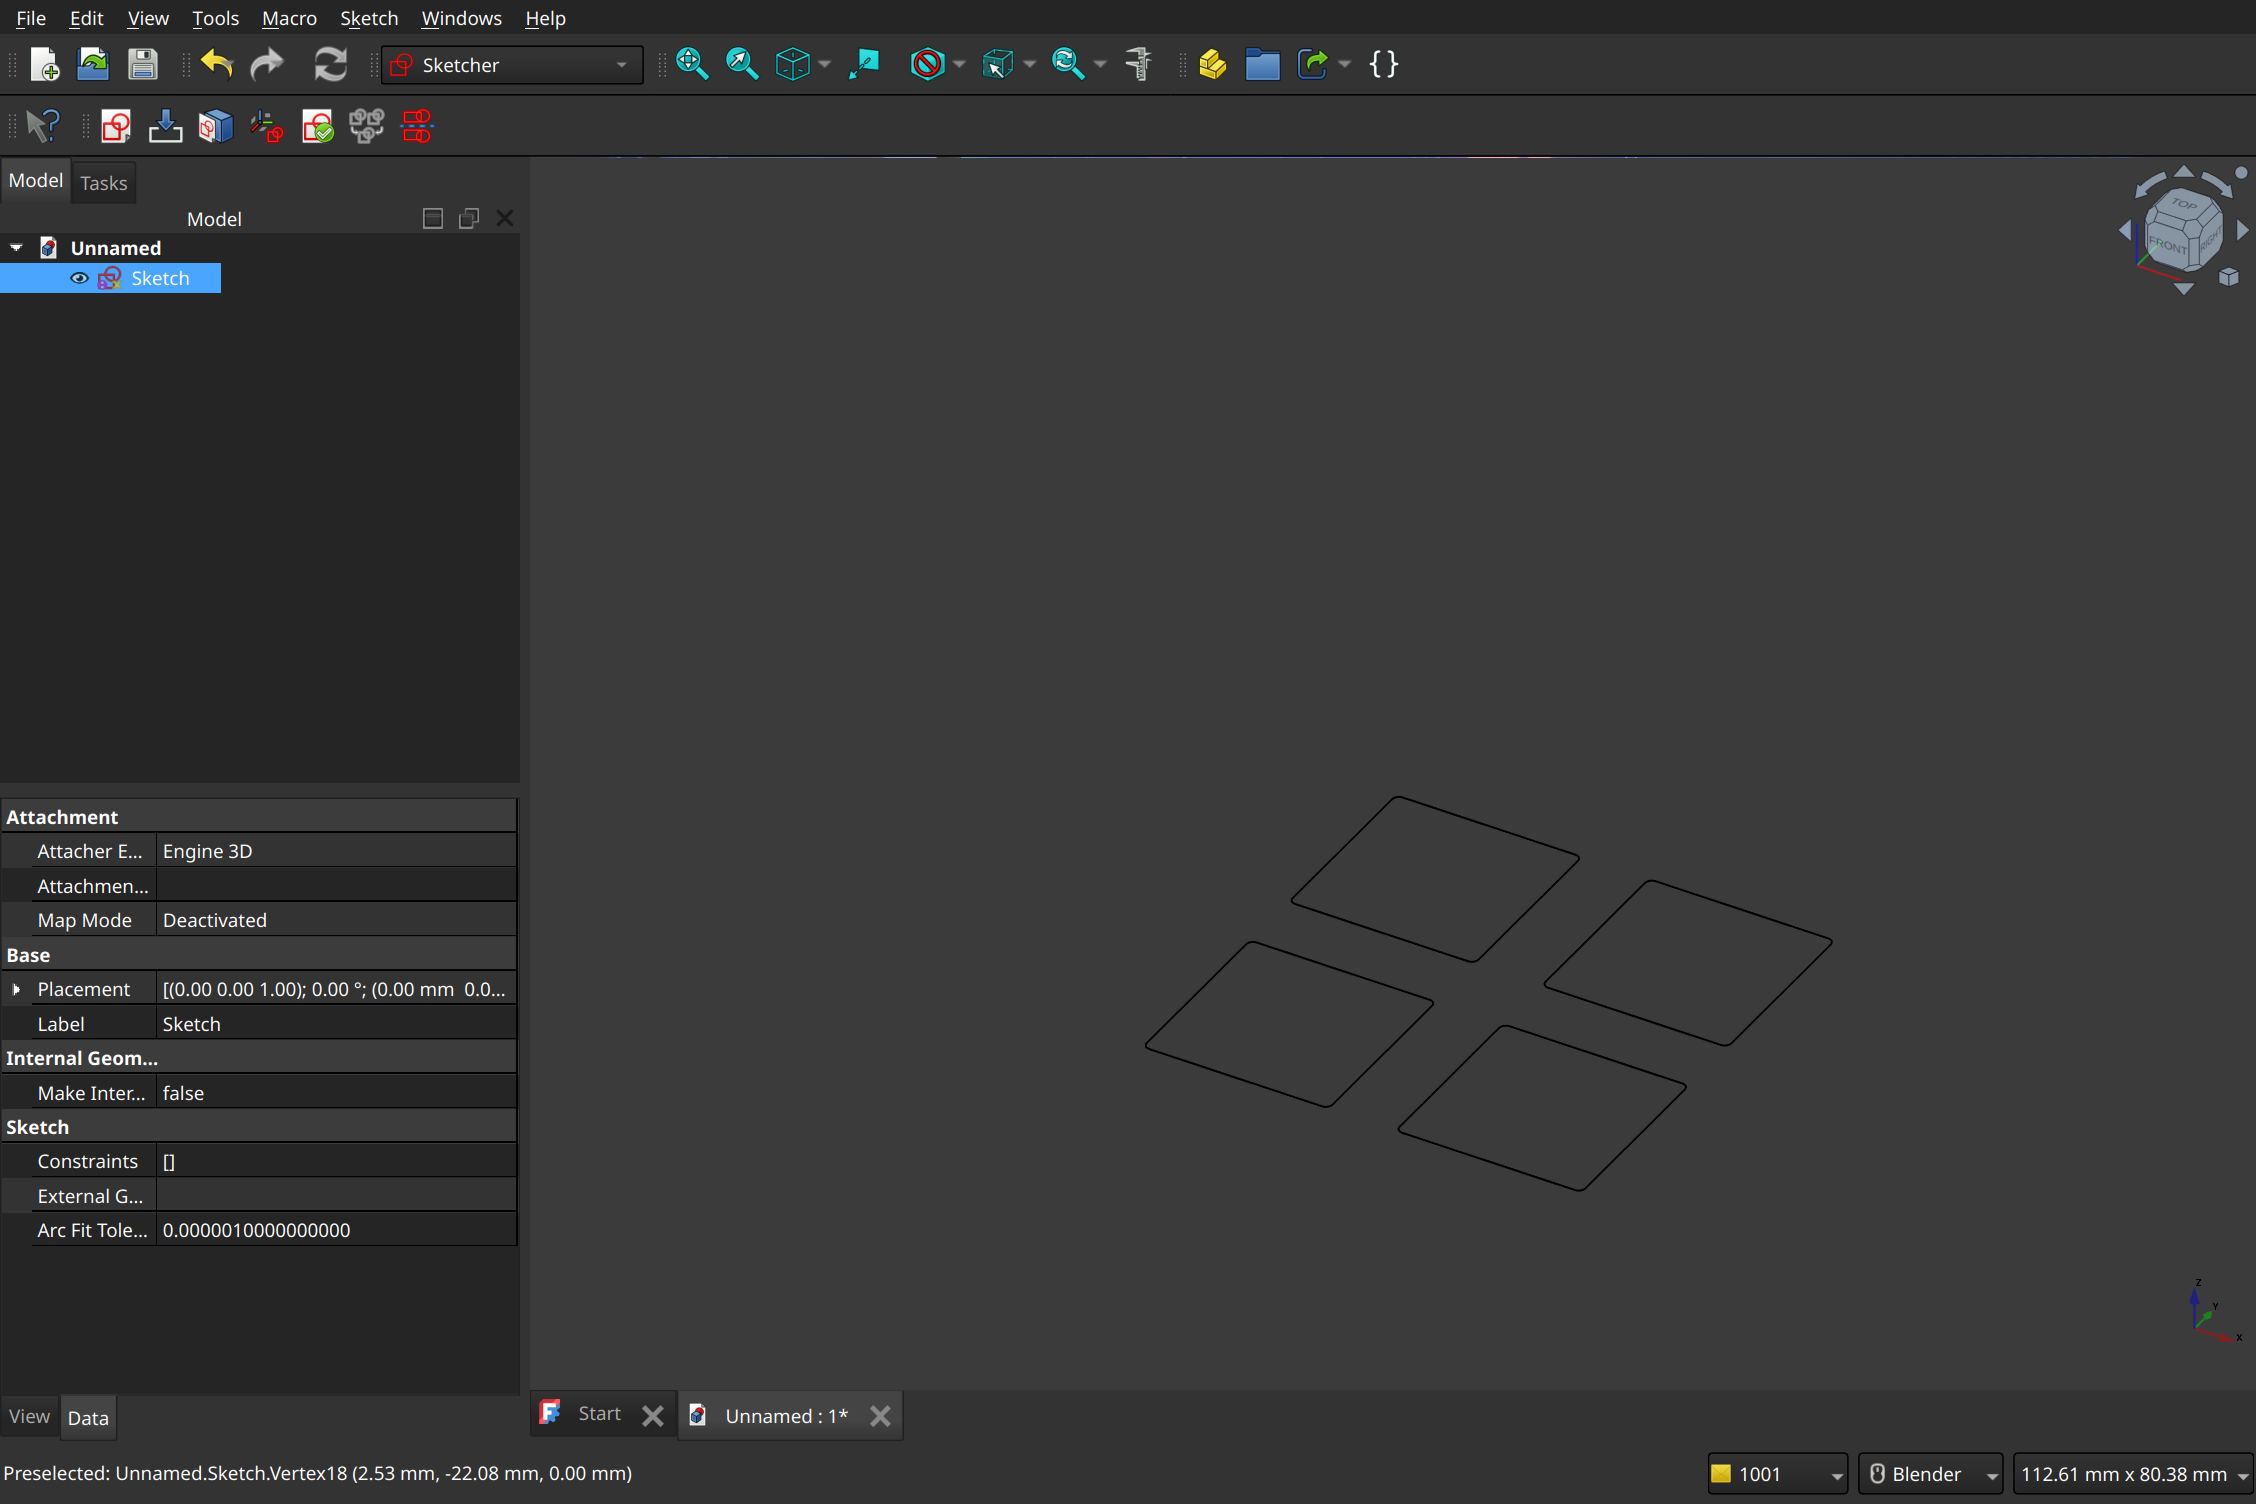 File Edit View Tools Macro Sketch Windows Help
Sketcher
Model Tasks
Model
Unnamed
Sketch
TOP
FRONT
RIGHT
Attachment
Attacher E... Engine 3D
Attachmen...
Map Mode Deactivated
Base
Placement [(0.00 0.00 1.00); 0.00 °; (0.00 mm 0.0...
Label Sketch
Internal Geom...
Make Inter... false
Sketch
Constraints []
External G...
Arc Fit Tole... 0.0000010000000000
Z
Y
X
View Data
Start Unnamed : 1*
Preselected: Unnamed.Sketch.Vertex18 (2.53 mm, -22.08 mm, 0.00 mm)
1001 Blender 112.61 mm x 80.38 mm